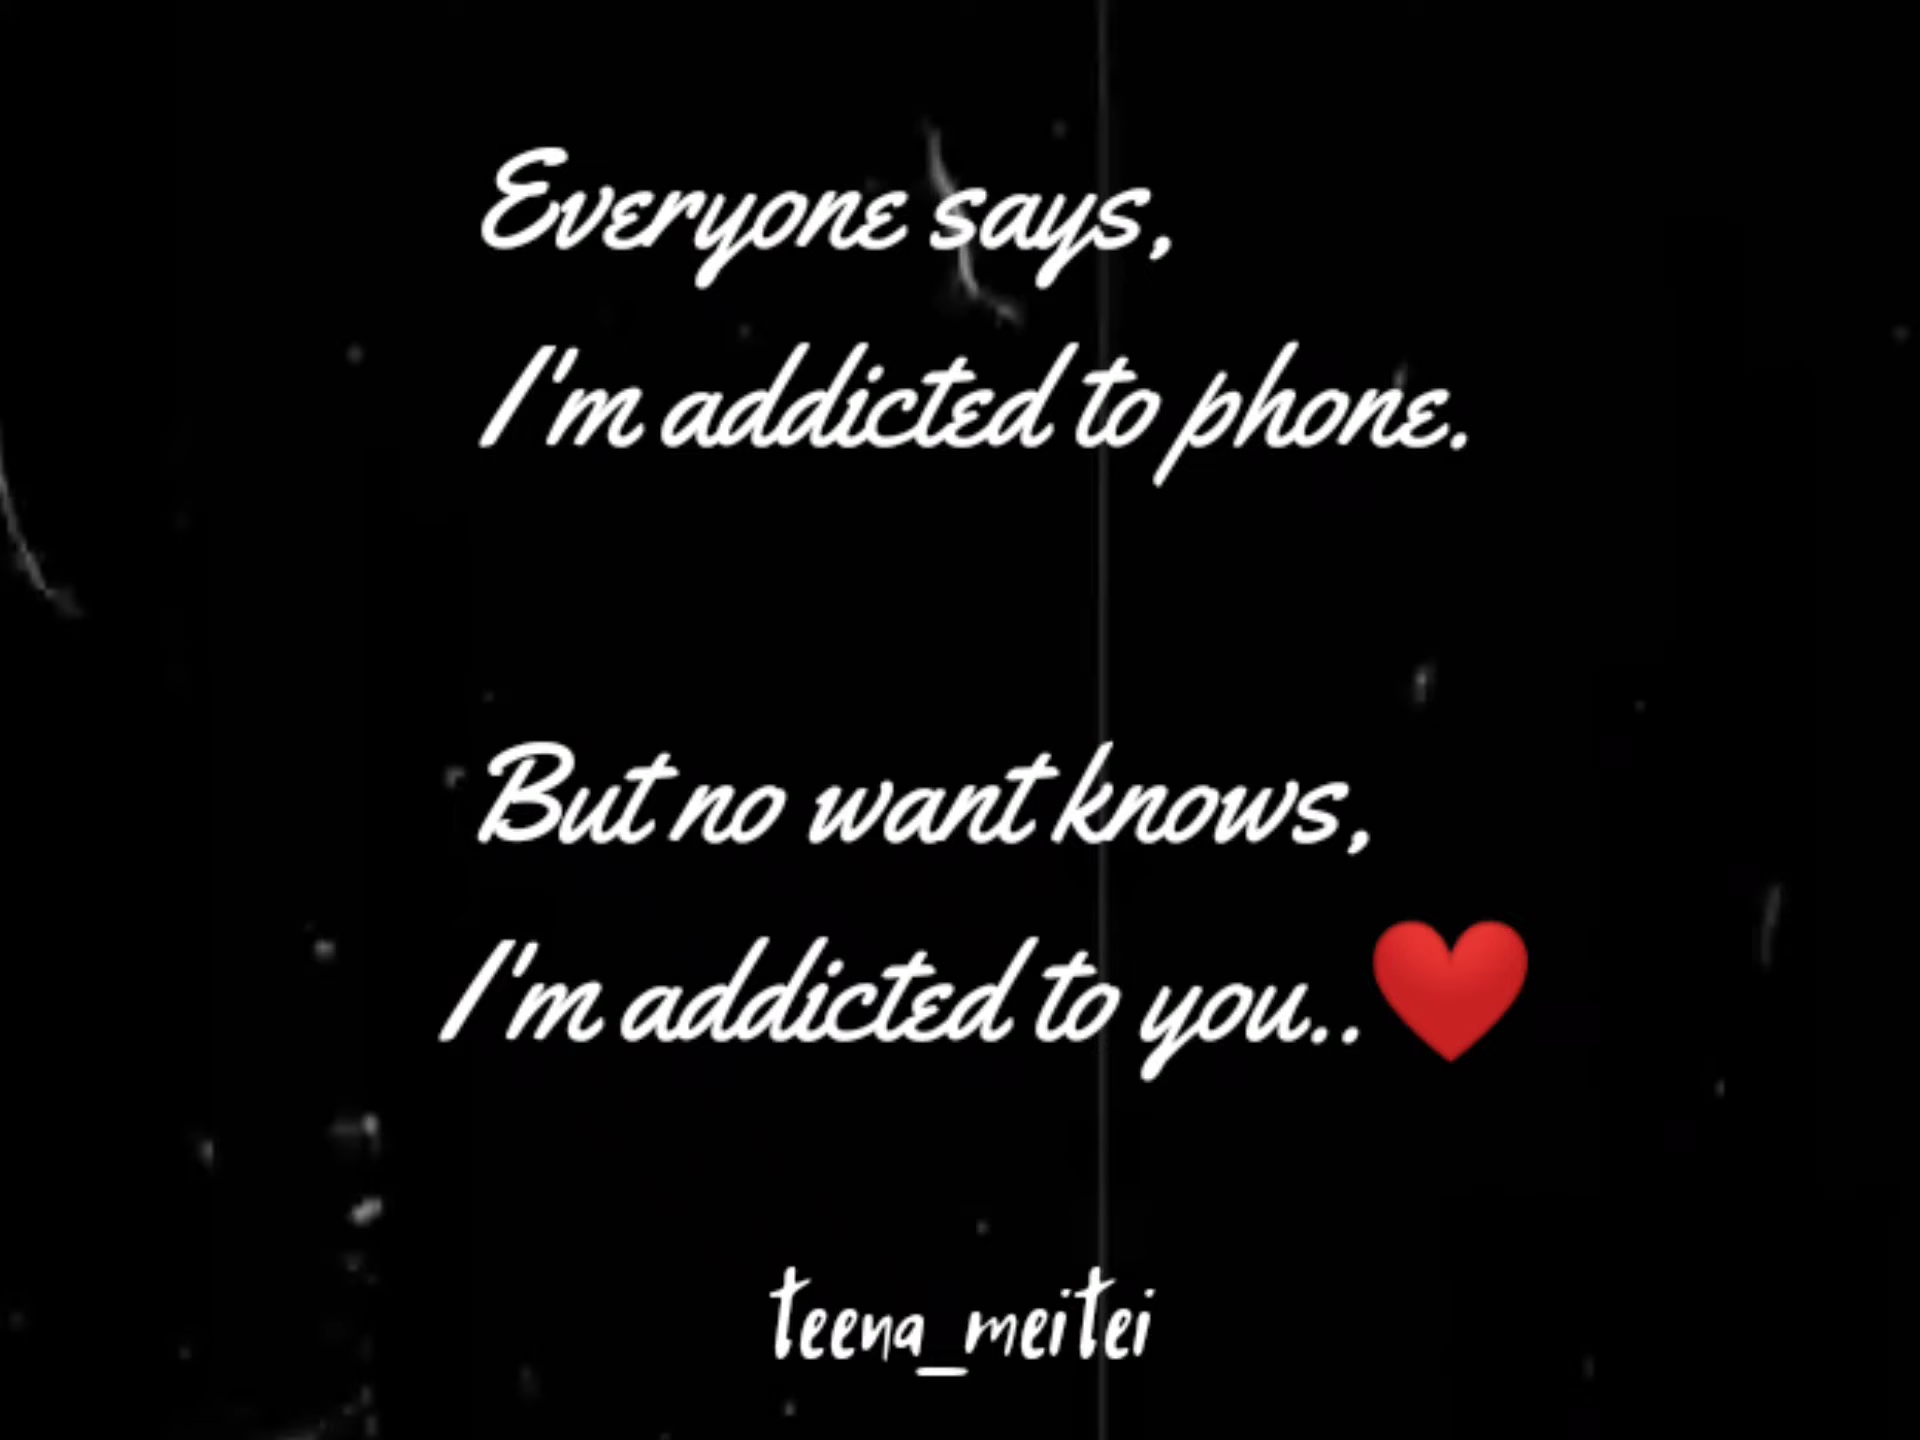 Everyone says,
I'm addicted to phone.
But no want knows,
I'm addicted to you..❤️
teena_meitei